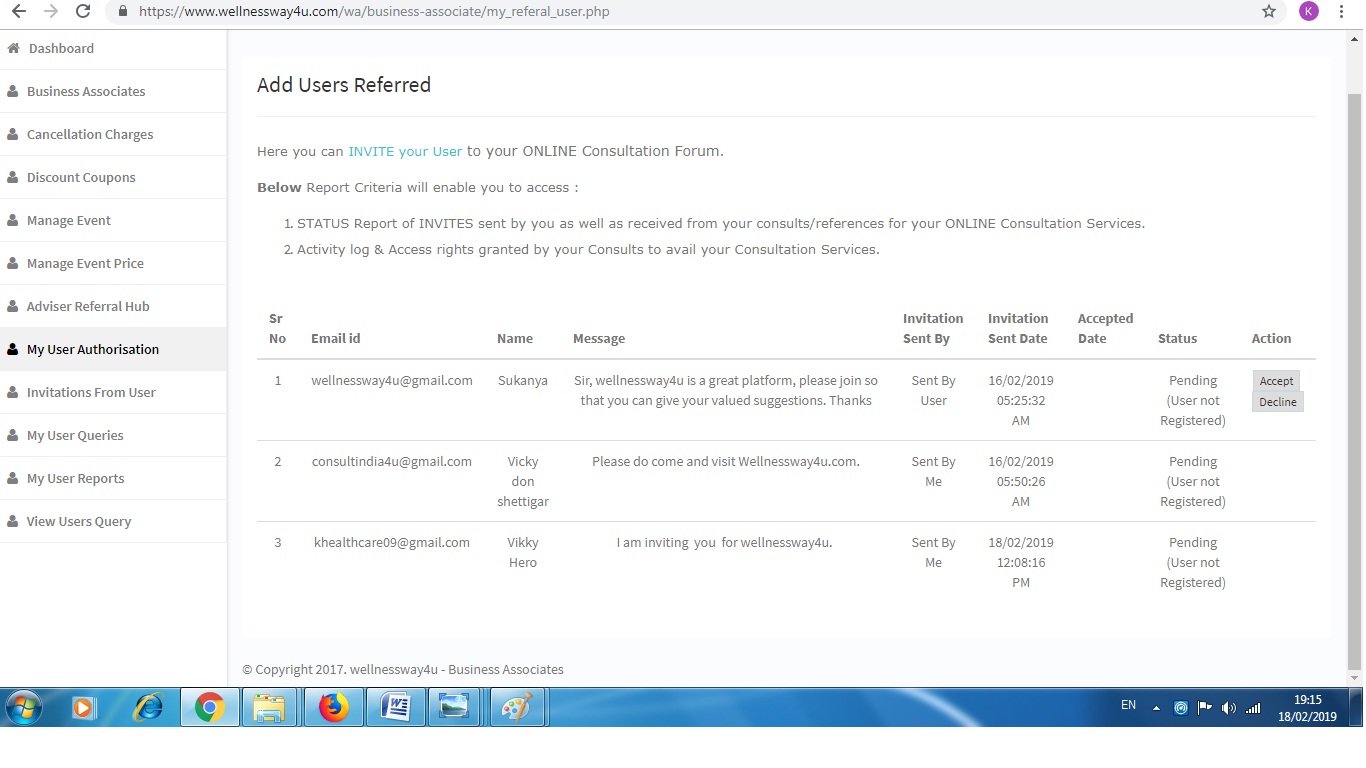 https://www.wellnessway4u.com/wa/business-associate/my_referal_user.php
K
Dashboard
Business Associates
Cancellation Charges
Discount Coupons
Manage Event
Manage Event Price
Adviser Referral Hub
My User Authorisation
Invitations From User
My User Queries
My User Reports
View Users Query
Add Users Referred
Here you can INVITE your User to your ONLINE Consultation Forum.
Below Report Criteria will enable you to access :
1. STATUS Report of INVITES sent by you as well as received from your consults/references for your ONLINE Consultation Services.
2. Activity log & Access rights granted by your Consults to avail your Consultation Services.
Sr No Email id Name Message Invitation Sent By Invitation Sent Date Accepted Date Status Action
1 wellnessway4u@gmail.com Sukanya Sir, wellnessway4u is a great platform, please join so that you can give your valued suggestions. Thanks Sent By User 16/02/2019 05:25:32 AM Pending (User not Registered) Accept Decline
2 consultindia4u@gmail.com Vicky don shettigar Please do come and visit Wellnessway4u.com. Sent By Me 16/02/2019 05:50:26 AM Pending (User not Registered)
3 khealthcare09@gmail.com Vikky Hero I am inviting you for wellnessway4u. Sent By Me 18/02/2019 12:08:16 PM Pending (User not Registered)
© Copyright 2017. wellnessway4u - Business Associates
EN
19:15
18/02/2019